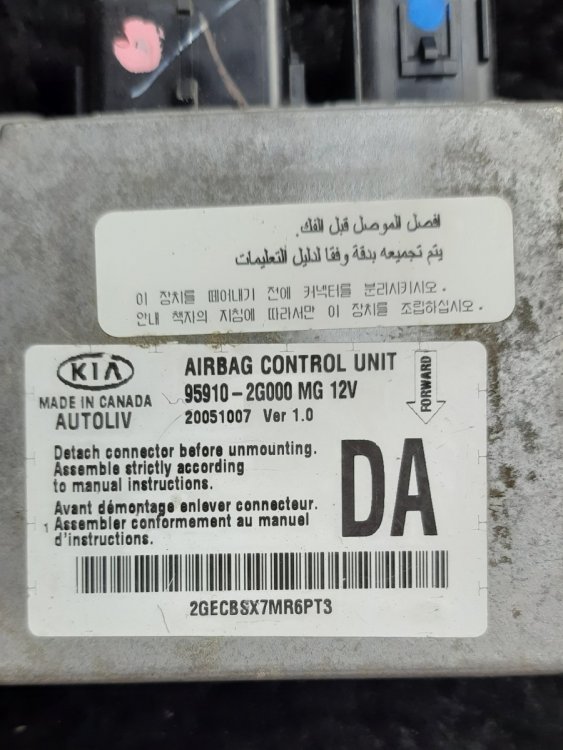 افصل الموصل قبل الفك.
يتم تجميعه بدقة وفقا لدليل التعليمات
이 장치를 떼어내기 전에 커넥터를 분리시키시오.
안내 책자의 지침에 따라서만 이 장치를 조립하십시오.
KIA
MADE IN CANADA
AUTOLIV
AIRBAG CONTROL UNIT
95910-2G000 MG 12V
20051007 Ver 1.0
FORWARD
Detach connector before unmounting.
Assemble strictly according
to manual instructions.
Avant démontage enlever connecteur.
Assembler conformement au manuel
d'instructions.
DA
2GECBSX7MR6PT3